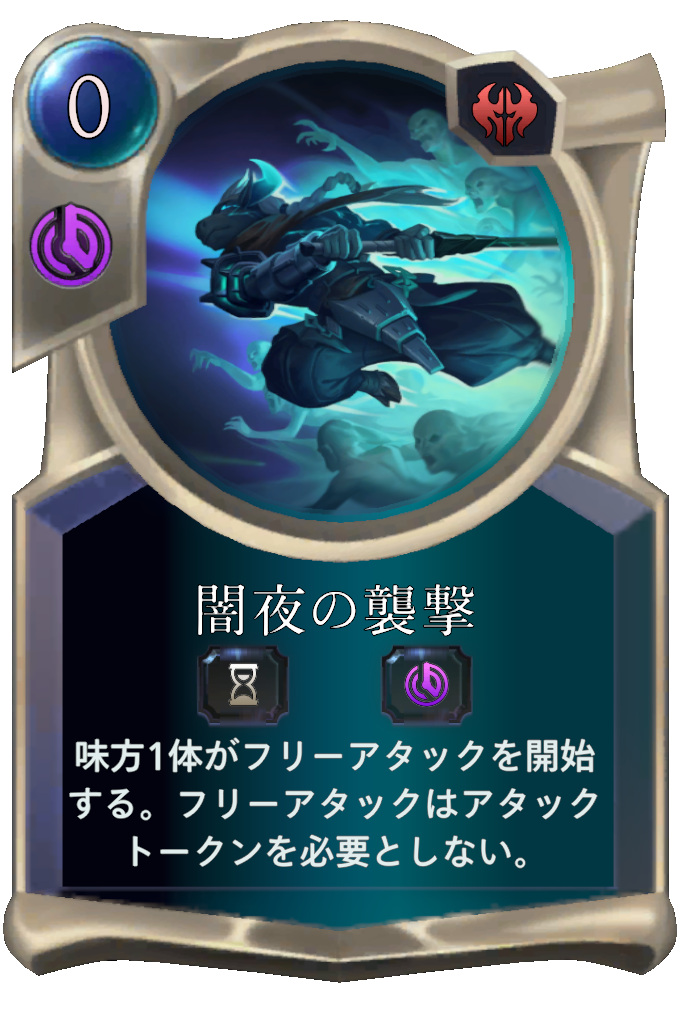 0
闇夜の襲撃
味方1体がフリーアタックを開始
する。フリーアタックはアタック
トークンを必要としない。